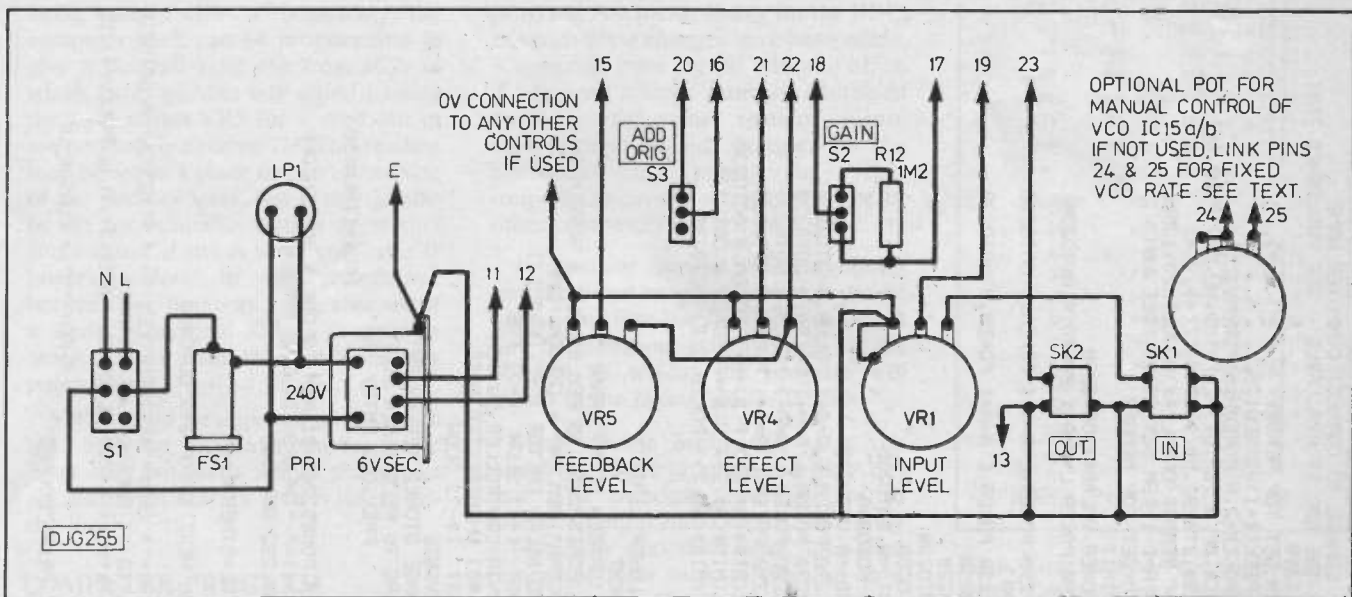 15
20
16
21
22
18
17
19
23
OPTIONAL POT. FOR
MANUAL CONTROL OF
VCO IC15 a/b.
IF NOT USED, LINK PINS
24 & 25 FOR FIXED
VCO RATE SEE TEXT.
24
25
0V CONNECTION
TO ANY OTHER
CONTROLS
IF USED
ADD
ORIG
S3
GAIN
S2
R12
1M2
LP1
E
N L
11
12
S1
FS1
240V
PRI.
T1
6V SEC.
VR5
FEEDBACK
LEVEL
VR4
EFFECT
LEVEL
VR1
INPUT
LEVEL
13
SK2
OUT
SK1
IN
DJG255